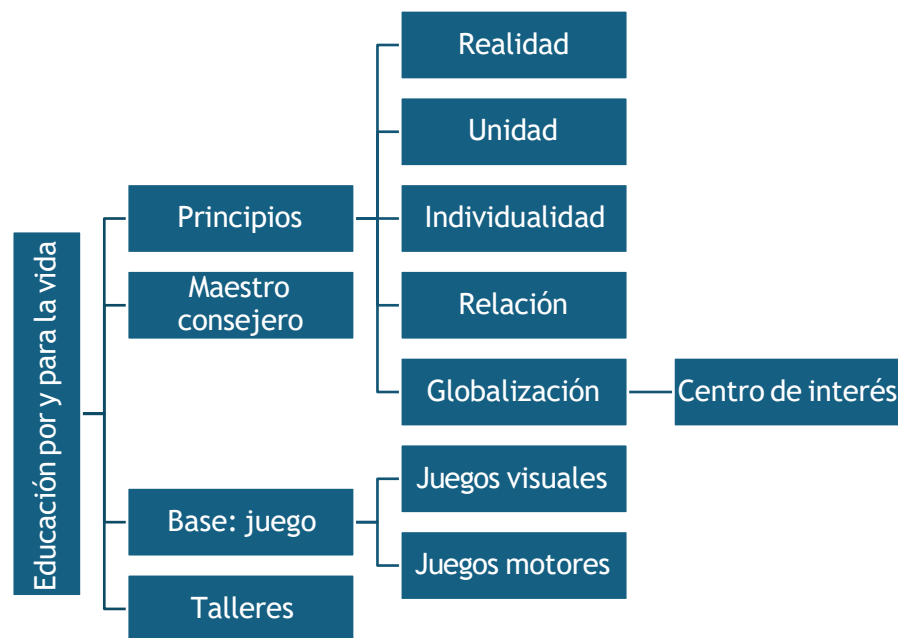 Educación por y para la vida
Principios
Realidad
Unidad
Individualidad
Relación
Globalización
Centro de interés
Maestro
consejero
Base: juego
Juegos visuales
Juegos motores
Talleres